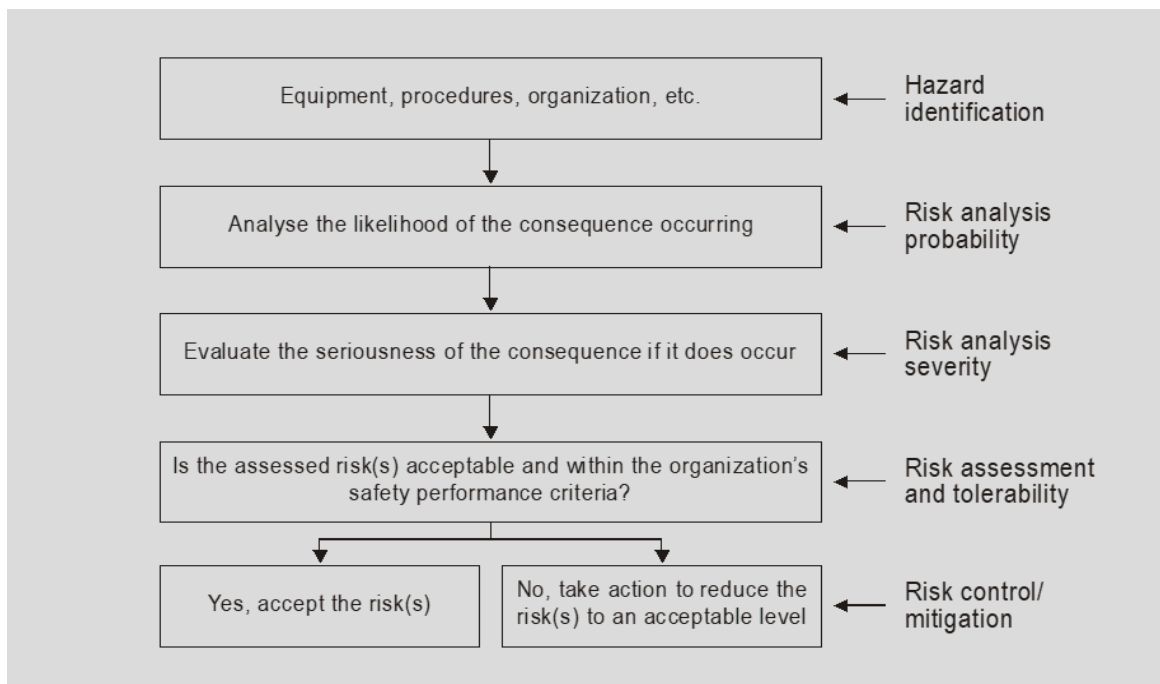 Equipment, procedures, organization, etc.
Hazard
identification
Analyse the likelihood of the consequence occurring
Risk analysis
probability
Evaluate the seriousness of the consequence if it does occur
Risk analysis
severity
Is the assessed risk(s) acceptable and within the organization's
safety performance criteria?
Risk assessment
and tolerability
Yes, accept the risk(s)
No, take action to reduce the
risk(s) to an acceptable level
Risk control/
mitigation